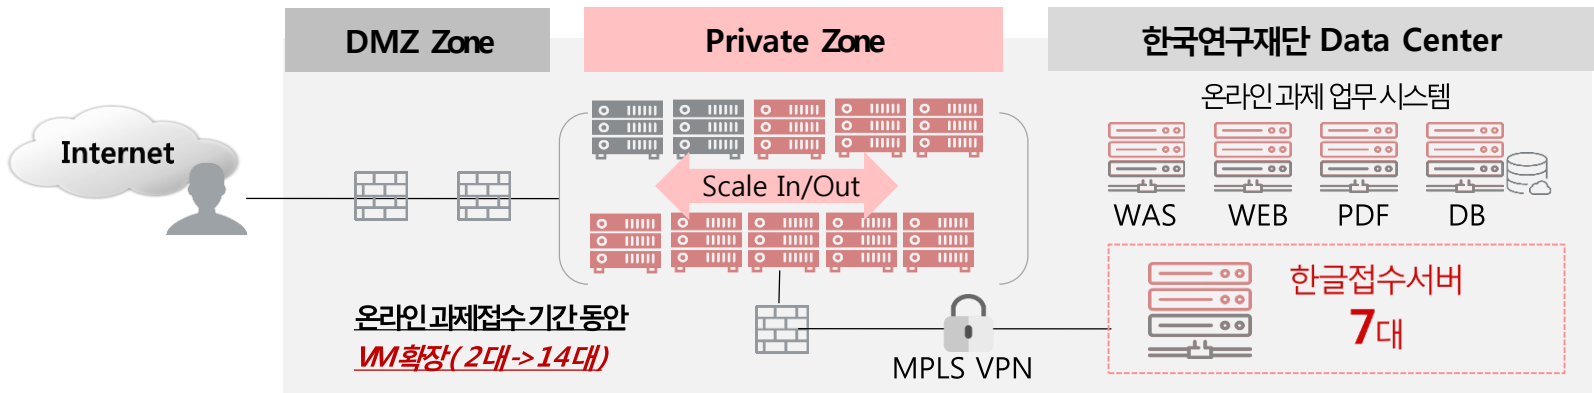 DMZ Zone
Private Zone
한국연구재단 Data Center
온라인 과제 업무 시스템
Internet
Scale In/Out
WAS
WEB
PDF
DB
한글접수서버
7대
온라인 과제접수 기간 동안
VM확장( 2대->14대)
MPLS VPN